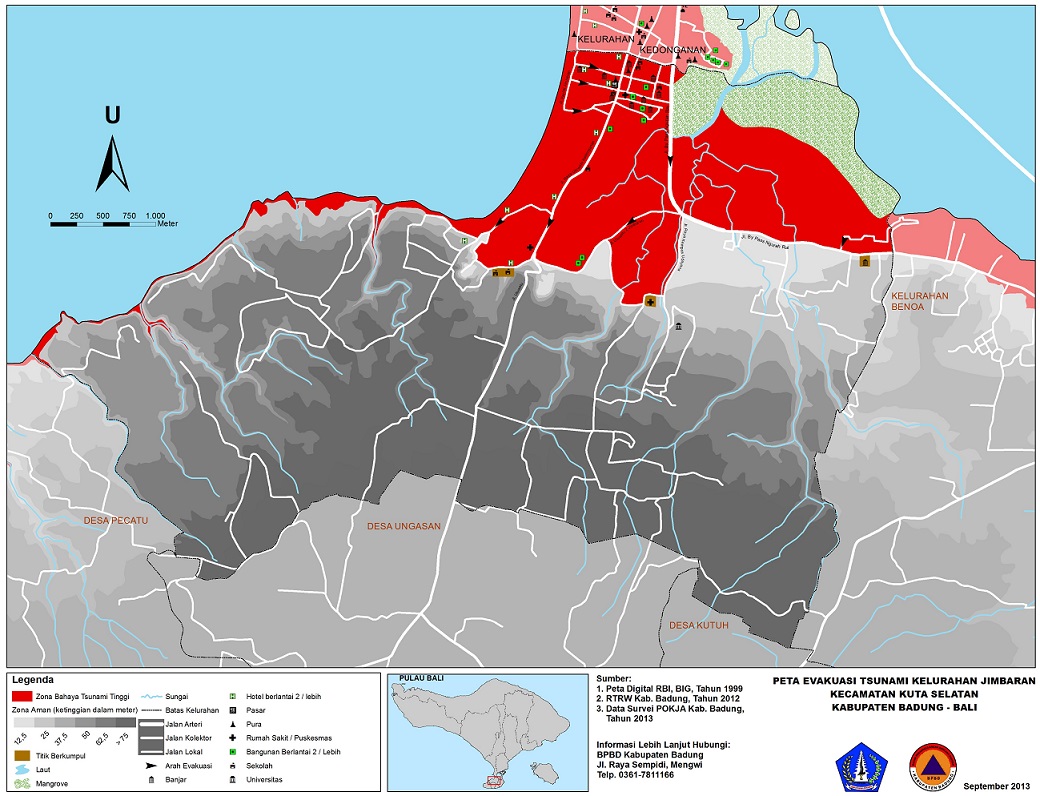 KELURAHAN
KEDONGANAN
U
0 250 500 750 1.000
Meter
Jl. By Pass Ngurah Rai
KELURAHAN
BENOA
DESA PECATU
DESA UNGASAN
DESA KUTUH
Legenda
Zona Bahaya Tsunami Tinggi
Zona Aman (ketinggian dalam meter)
12,5 25 37,5 50 62,5 >75
Titik Berkumpul
Laut
Mangrove
Sungai
Batas Kelurahan
Jalan Arteri
Jalan Kolektor
Jalan Lokal
Arah Evakuasi
Banjar
Hotel berlantai 2 / lebih
Pasar
Pura
Rumah Sakit / Puskesmas
Bangunan Berlantai 2 / Lebih
Sekolah
Universitas
PULAU BALI
Sumber:
1. Peta Digital RBI, BIG, Tahun 1999
2. RTRW Kab. Badung, Tahun 2012
3. Data Survei POKJA Kab. Badung,
Tahun 2013
Informasi Lebih Lanjut Hubungi:
BPBD Kabupaten Badung
Jl. Raya Sempidi, Mengwi
Telp. 0361-7811166
PETA EVAKUASI TSUNAMI KELURAHAN JIMBARAN
KECAMATAN KUTA SELATAN
KABUPATEN BADUNG - BALI
BPBD
KABUPATEN BADUNG
September 2013